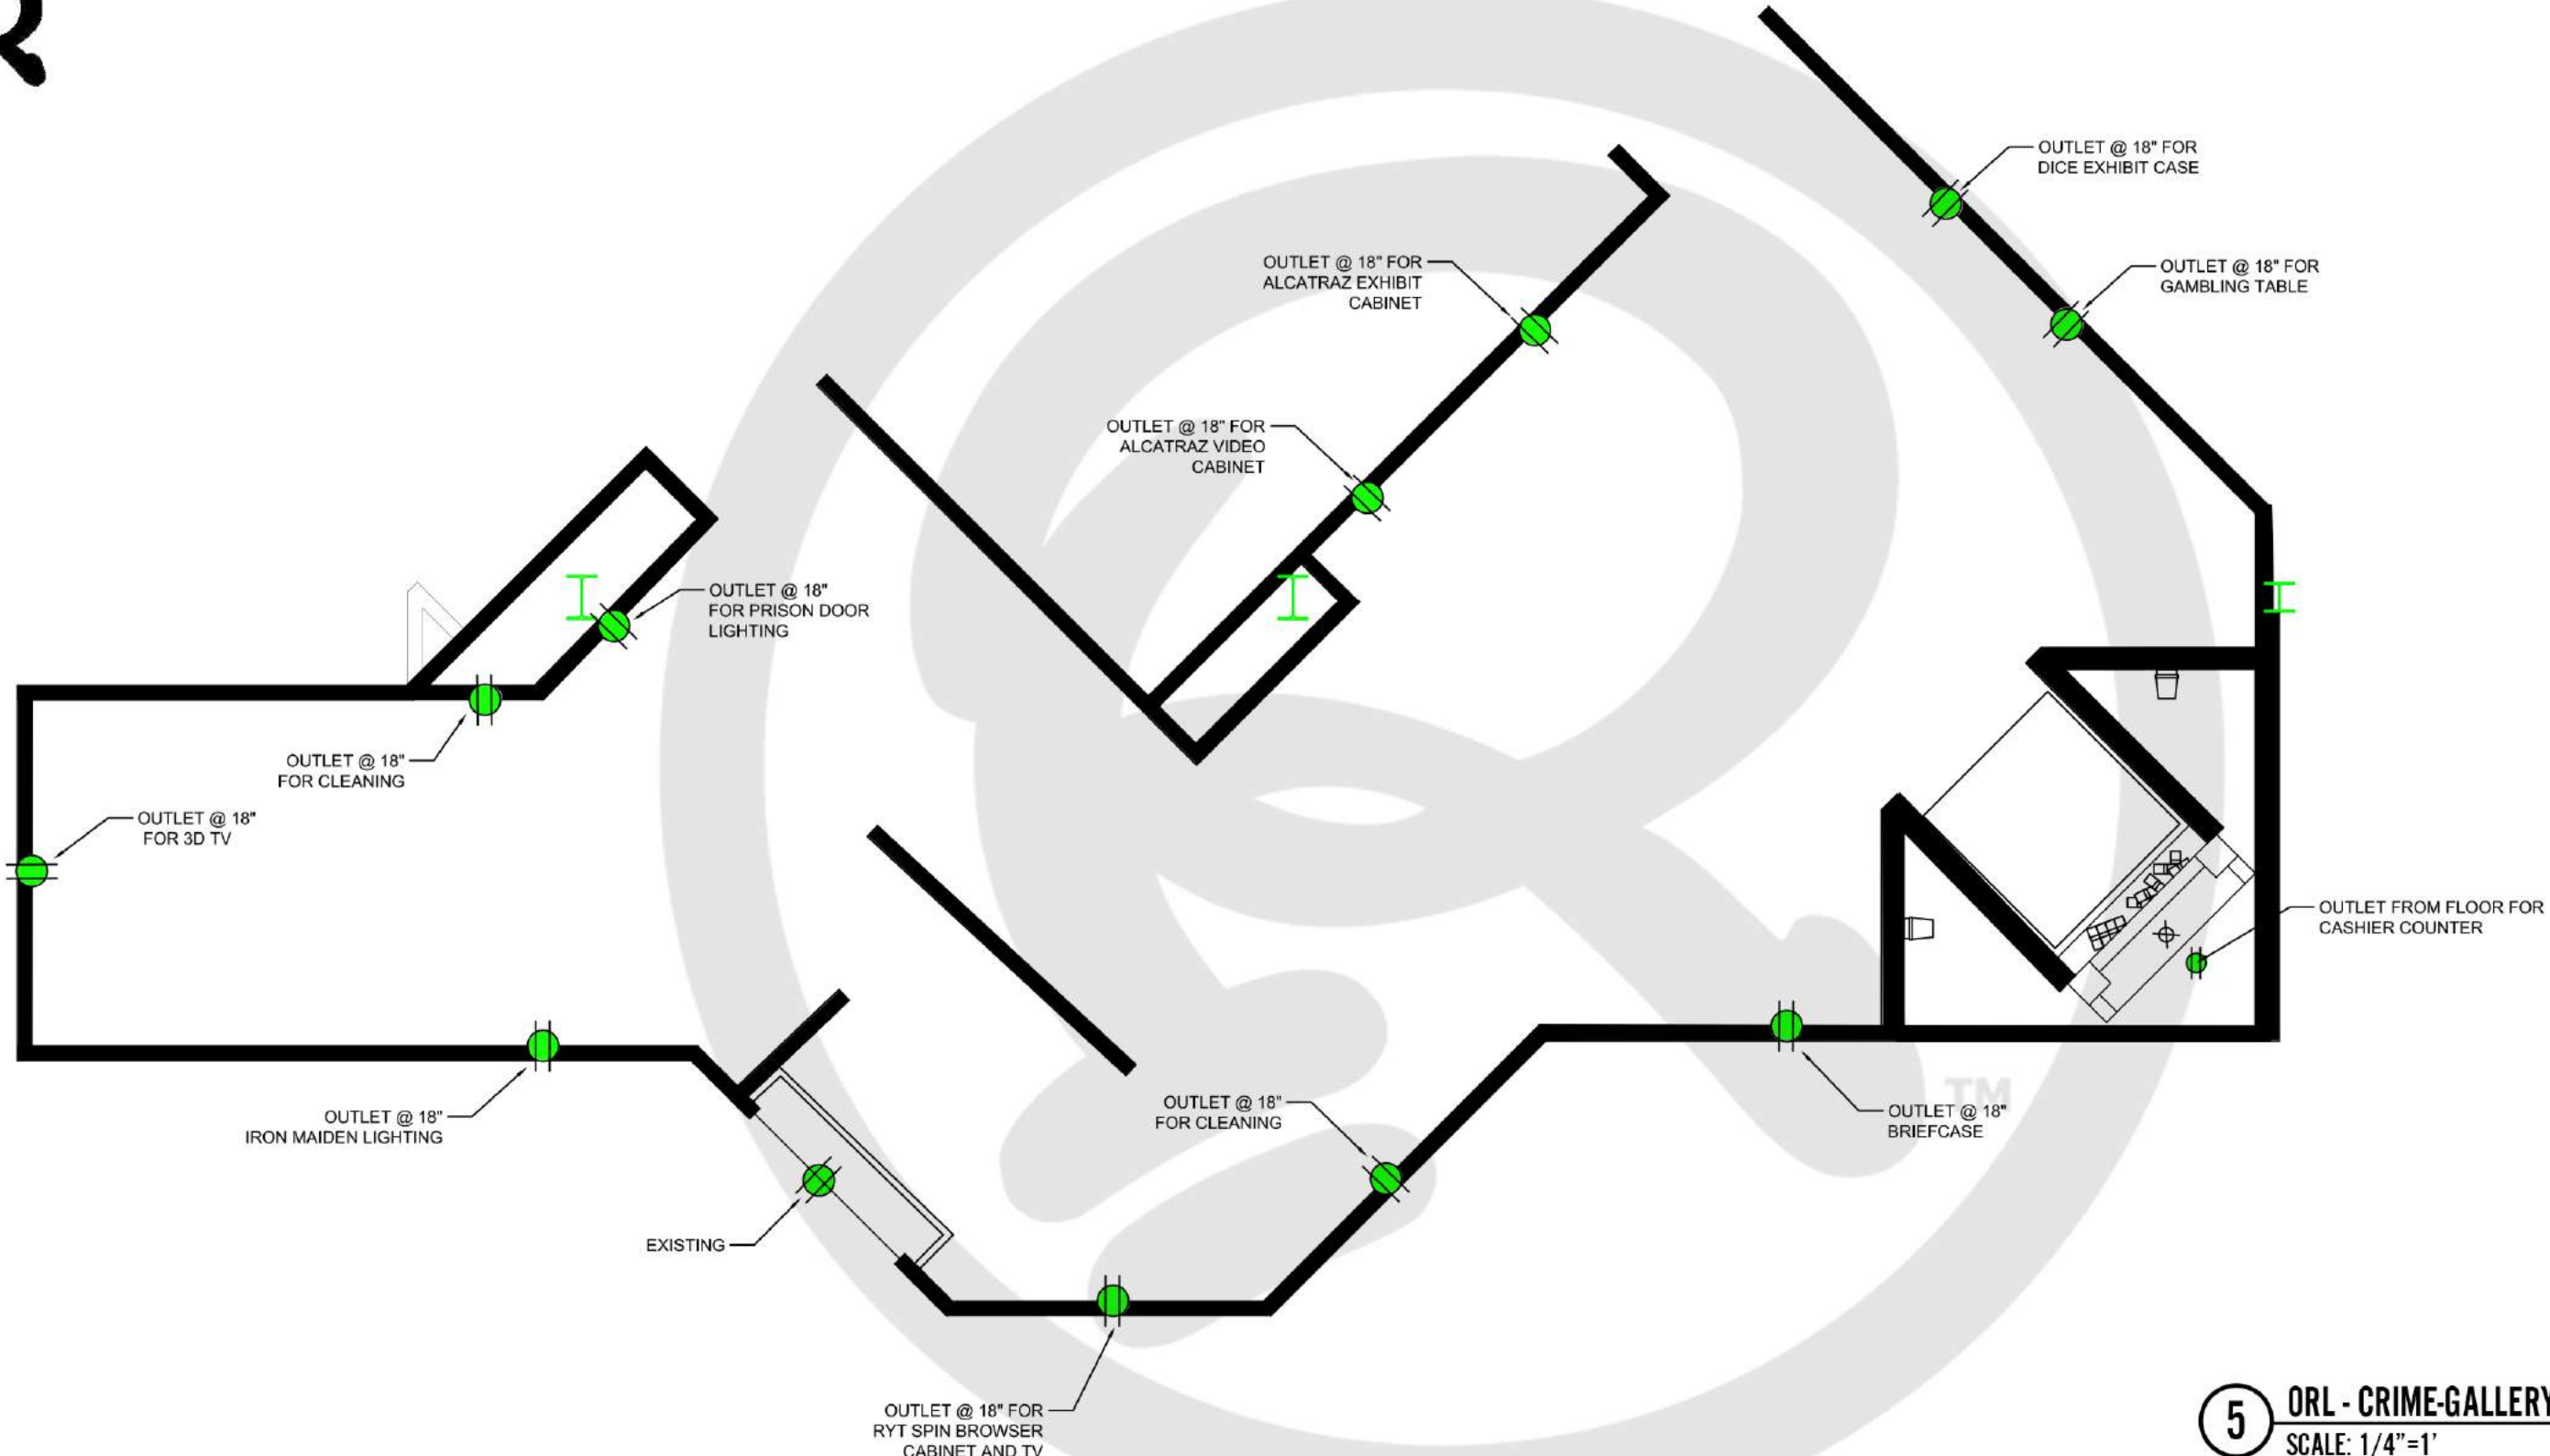 OUTLET @ 18" FOR
DICE EXHIBIT CASE
OUTLET @ 18" FOR
GAMBLING TABLE
OUTLET @ 18" FOR
ALCATRAZ EXHIBIT
CABINET
OUTLET @ 18" FOR
ALCATRAZ VIDEO
CABINET
OUTLET @ 18"
FOR PRISON DOOR
LIGHTING
OUTLET @ 18"
FOR CLEANING
OUTLET @ 18"
FOR 3D TV
OUTLET FROM FLOOR FOR
CASHIER COUNTER
OUTLET @ 18"
IRON MAIDEN LIGHTING
OUTLET @ 18"
FOR CLEANING
TM
OUTLET @ 18"
BRIEFCASE
EXISTING
OUTLET @ 18" FOR
RYT SPIN BROWSER
CABINET AND TV
5
ORL - CRIME-GALLERY
SCALE: 1/4"=1'